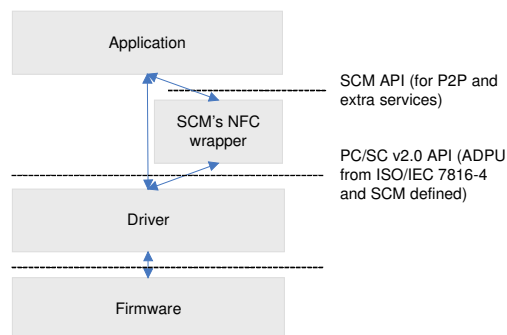 Application
SCM API (for P2P and
extra services)
SCM's NFC
wrapper
PC/SC v2.0 API (ADPU
from ISO/IEC 7816-4
and SCM defined)
Driver
Firmware